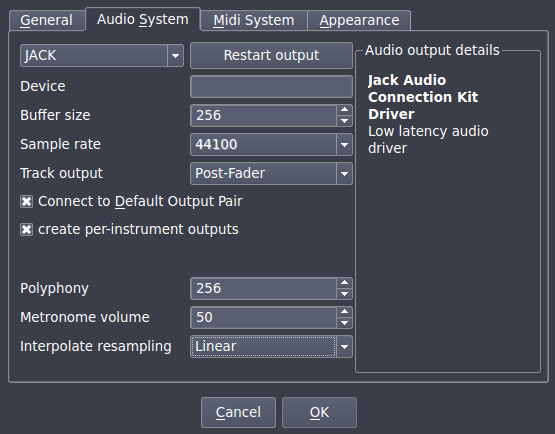 General Audio System Midi System Appearance
JACK Restart output
Device
Buffer size 256
Sample rate 44100
Track output Post-Fader
Connect to Default Output Pair
create per-instrument outputs
Polyphony 256
Metronome volume 50
Interpolate resampling Linear
Audio output details
Jack Audio
Connection Kit
Driver
Low latency audio
driver
Cancel OK